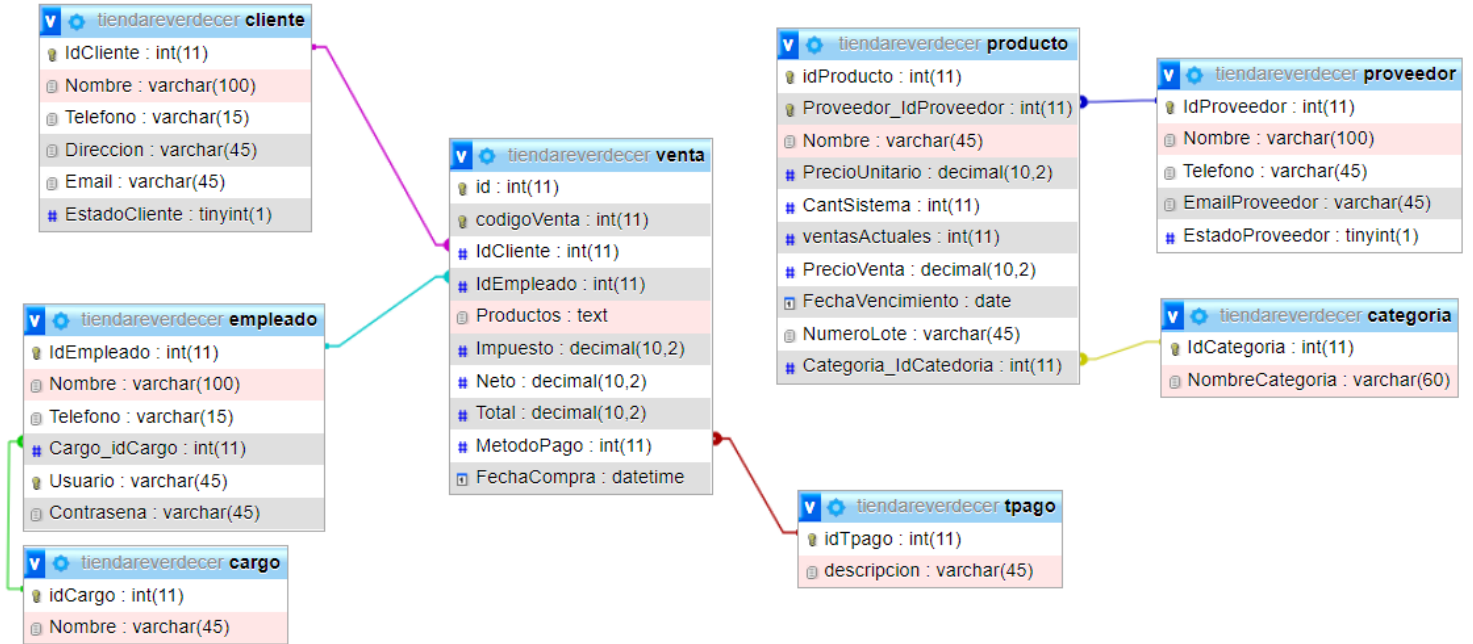 tiendareverdecer cliente
IdCliente : int(11)
Nombre : varchar(100)
Telefono : varchar(15)
Direccion : varchar(45)
Email : varchar(45)
EstadoCliente : tinyint(1)
tiendareverdecer empleado
IdEmpleado : int(11)
Nombre : varchar(100)
Telefono : varchar(15)
Cargo_idCargo : int(11)
Usuario : varchar(45)
Contrasena : varchar(45)
tiendareverdecer cargo
idCargo : int(11)
Nombre : varchar(45)
tiendareverdecer venta
id : int(11)
codigoVenta : int(11)
IdCliente : int(11)
IdEmpleado : int(11)
Productos : text
Impuesto : decimal(10,2)
Neto : decimal(10,2)
Total : decimal(10,2)
MetodoPago : int(11)
FechaCompra : datetime
tiendareverdecer producto
idProducto : int(11)
Proveedor_IdProveedor : int(11)
Nombre : varchar(45)
PrecioUnitario : decimal(10,2)
CantSistema : int(11)
ventasActuales : int(11)
PrecioVenta : decimal(10,2)
FechaVencimiento : date
NumeroLote : varchar(45)
Categoria_IdCatedoria : int(11)
tiendareverdecer tpago
idTpago : int(11)
descripcion : varchar(45)
tiendareverdecer proveedor
IdProveedor : int(11)
Nombre : varchar(100)
Telefono : varchar(45)
EmailProveedor : varchar(45)
EstadoProveedor : tinyint(1)
tiendareverdecer categoria
IdCategoria : int(11)
NombreCategoria : varchar(60)